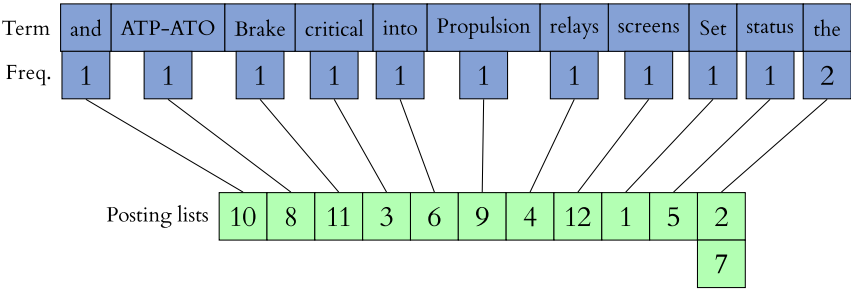 Term and ATP-ATO Brake critical into Propulsion relays screens Set status the
Freq. 1 1 1 1 1 1 1 1 1 1 2
Posting lists 10 8 11 3 6 9 4 12 1 5 2
7